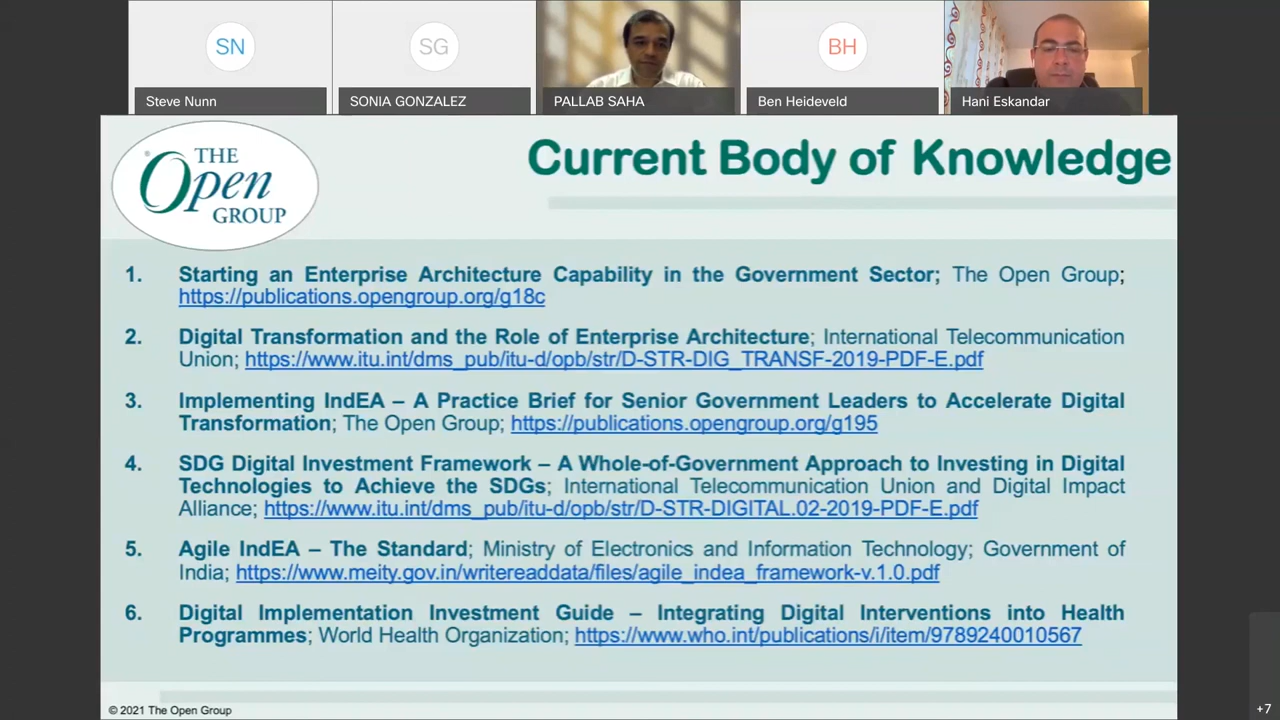 SN
SG
BH
Steve Nunn
SONIA GONZALEZ
PALLAB SAHA
Ben Heideveld
Hani Eskandar
THE
Open
GROUP
®
Current Body of Knowledge
1. Starting an Enterprise Architecture Capability in the Government Sector; The Open Group;
https://publications.opengroup.org/g18c
2. Digital Transformation and the Role of Enterprise Architecture; International Telecommunication
Union; https://www.itu.int/dms_pub/itu-d/opb/str/D-STR-DIG_TRANSF-2019-PDF-E.pdf
3. Implementing IndEA – A Practice Brief for Senior Government Leaders to Accelerate Digital
Transformation; The Open Group; https://publications.opengroup.org/g195
4. SDG Digital Investment Framework – A Whole-of-Government Approach to Investing in Digital
Technologies to Achieve the SDGs; International Telecommunication Union and Digital Impact
Alliance; https://www.itu.int/dms_pub/itu-d/opb/str/D-STR-DIGITAL.02-2019-PDF-E.pdf
5. Agile IndEA – The Standard; Ministry of Electronics and Information Technology; Government of
India; https://www.meity.gov.in/writereaddata/files/agile_indea_framework-v.1.0.pdf
6. Digital Implementation Investment Guide – Integrating Digital Interventions into Health
Programmes; World Health Organization; https://www.who.int/publications/i/item/9789240010567
© 2021 The Open Group
+7